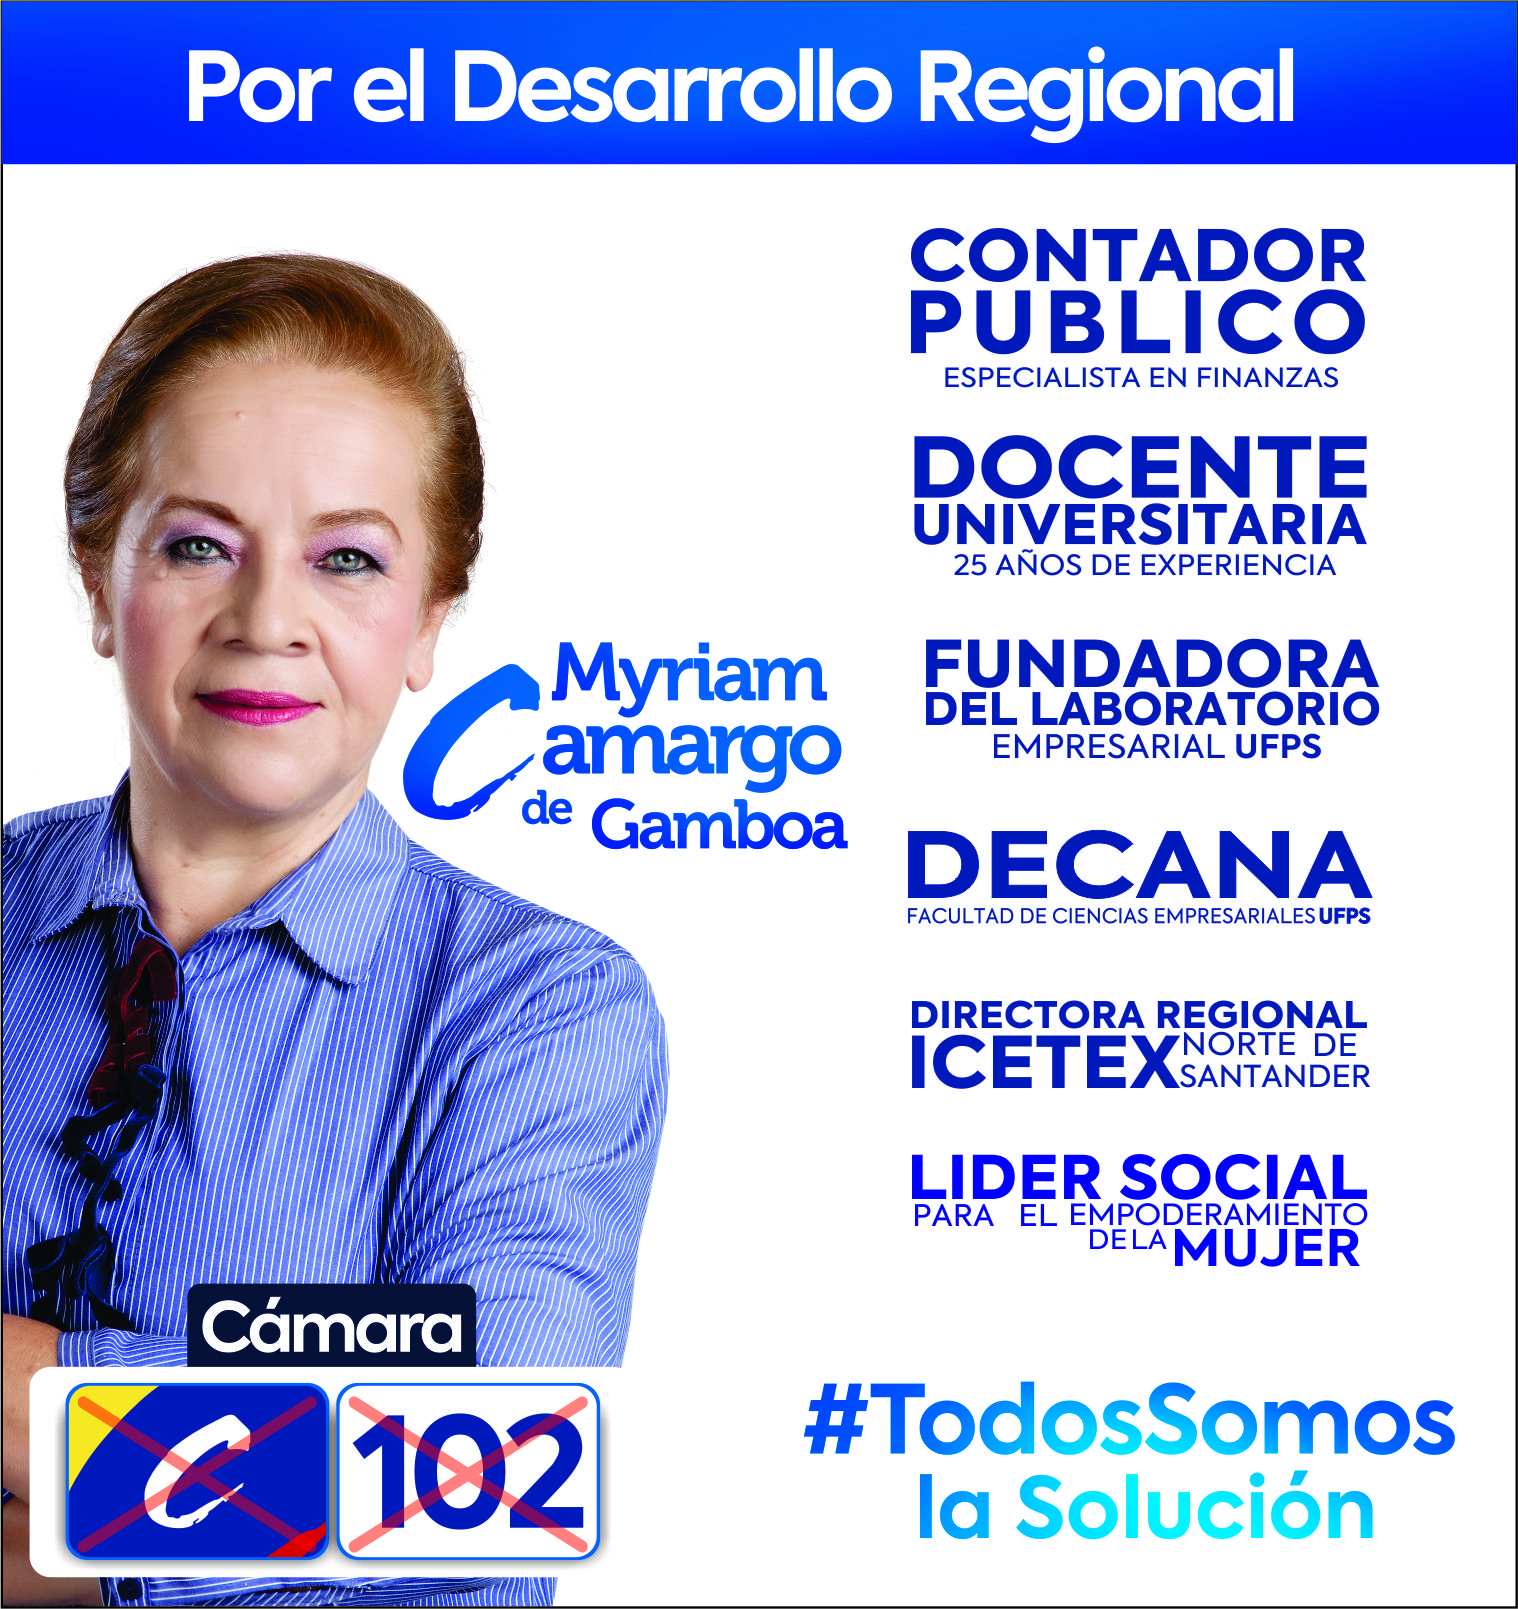 Por el Desarrollo Regional
CONTADOR
PUBLICO
ESPECIALISTA EN FINANZAS
DOCENTE
UNIVERSITARIA
25 AÑOS DE EXPERIENCIA
Myriam
Camargo
de Gamboa
FUNDADORA
DEL LABORATORIO
EMPRESARIAL UFPS
DECANA
FACULTAD DE CIENCIAS EMPRESARIALES UFPS
DIRECTORA REGIONAL
ICETEX NORTE DE
SANTANDER
LIDER SOCIAL
PARA EL EMPODERAMIENTO
DE LA MUJER
Cámara
C 102
#TodosSomos
la Solución